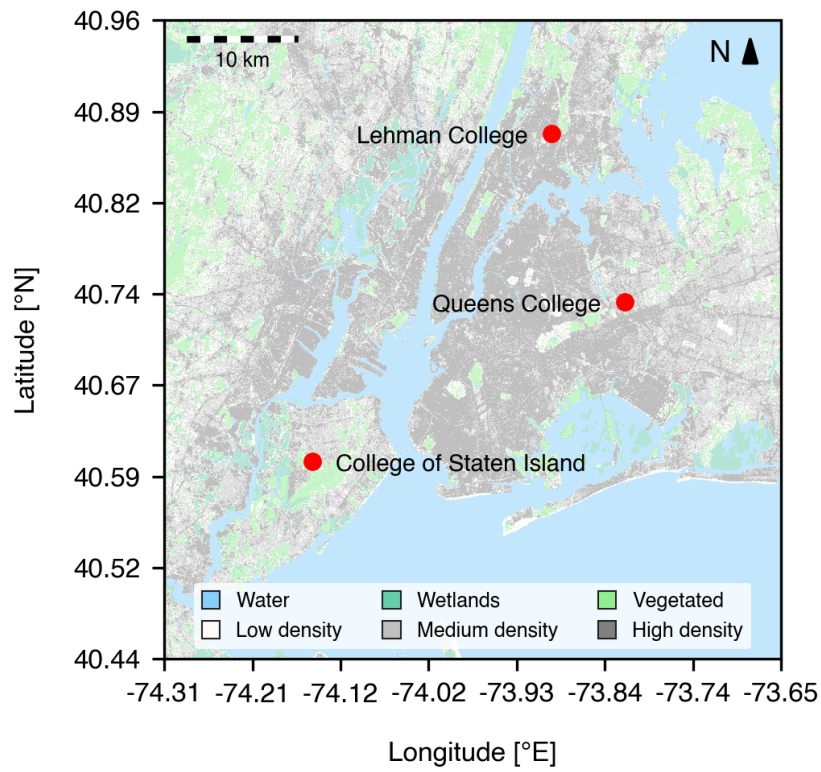 40.96
40.89
40.82
40.74
40.67
40.59
40.52
40.44
Latitude [°N]
10 km
N
Lehman College
Queens College
College of Staten Island
Water
Wetlands
Vegetated
Low density
Medium density
High density
-74.31 -74.21 -74.12 -74.02 -73.93 -73.84 -73.74 -73.65
Longitude [°E]